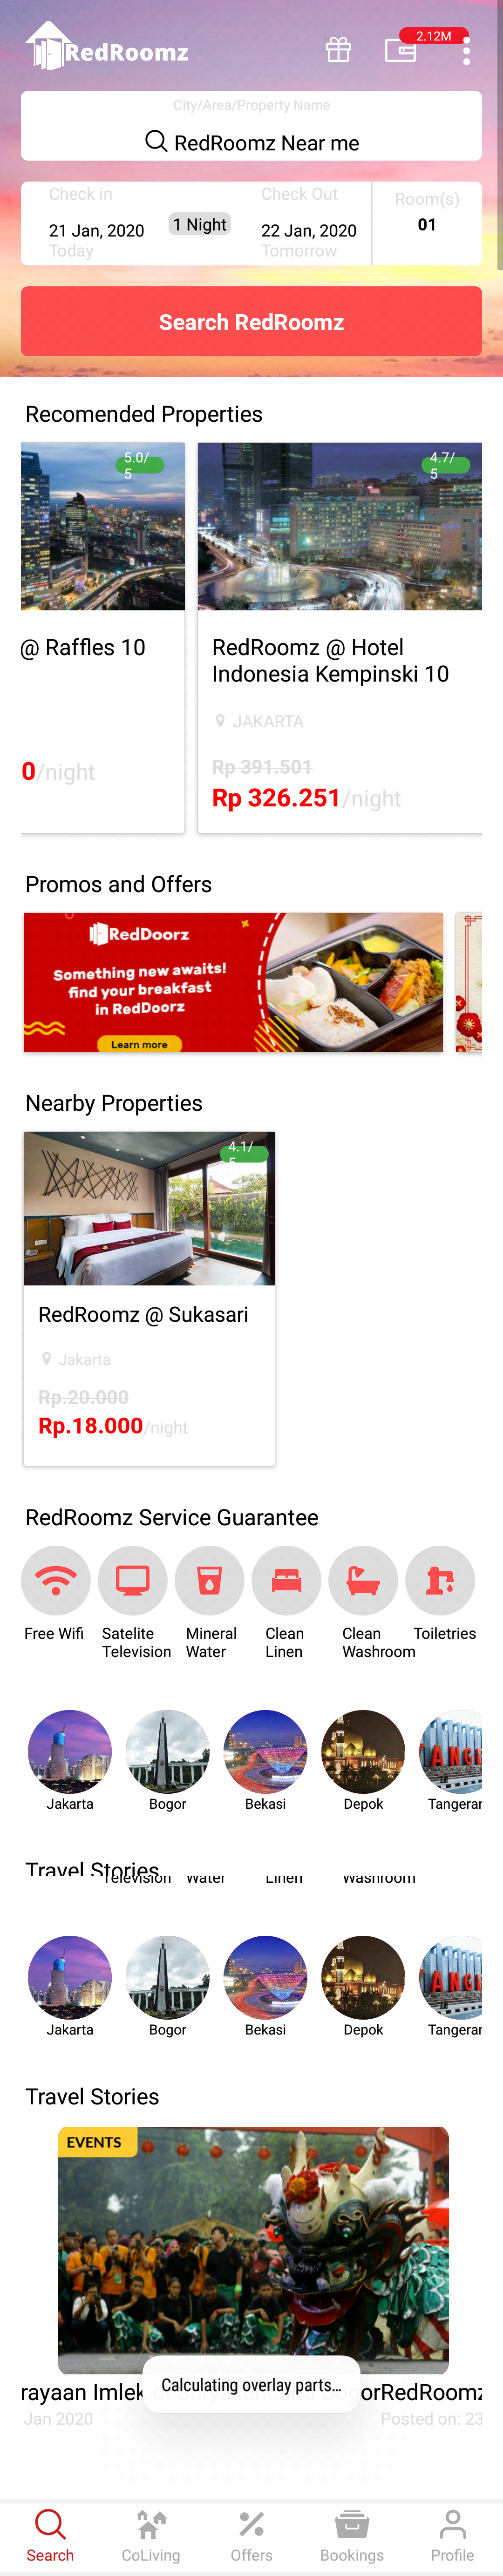 RedRoomz
2.12M
City/Area/Property Name
RedRoomz Near me
Check in
Check Out
Room(s)
21 Jan, 2020
1 Night
22 Jan, 2020
01
Today
Tomorrow
Search RedRoomz
Recomended Properties
5.0/
5
4.7/
5
@ Raffles 10
RedRoomz @ Hotel
Indonesia Kempinski 10
JAKARTA
0/night
Rp 391.501
Rp 326.251/night
Promos and Offers
RedDoorz
Something new awaits!
find your breakfast
in RedDoorz
Learn more
Nearby Properties
4.1/
5
RedRoomz @ Sukasari
Jakarta
Rp.20.000
Rp.18.000/night
RedRoomz Service Guarantee
Free Wifi
Satelite
Television
Mineral
Water
Clean
Linen
Clean
Washroom
Toiletries
ANGE
Jakarta
Bogor
Bekasi
Depok
Tangeran
Travel Stories
Television
Water
Linen
Washroom
ANGE
Jakarta
Bogor
Bekasi
Depok
Tangeran
Travel Stories
EVENTS
rayaan Imlek
orRedRoomz
Calculating overlay parts...
Jan 2020
Posted on: 23
Search
CoLiving
Offers
Bookings
Profile